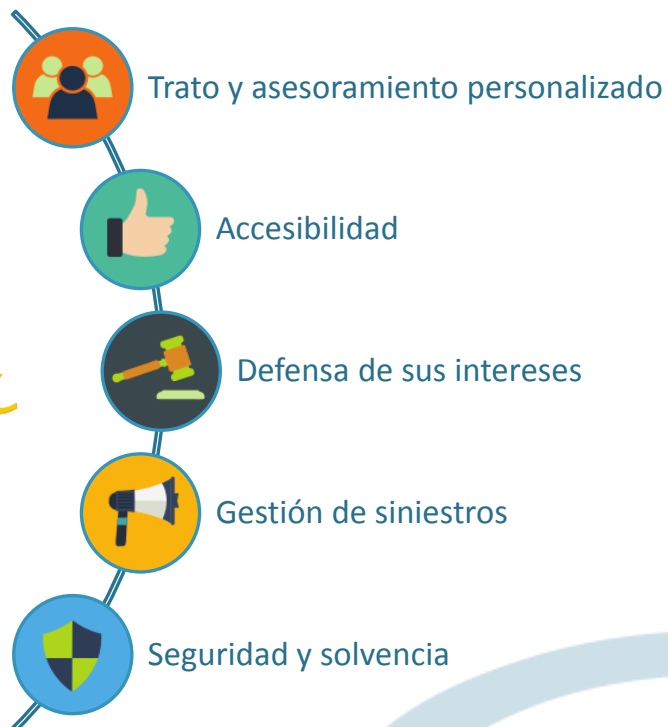 Trato y asesoramiento personalizado
Accesibilidad
Defensa de sus intereses
Gestión de siniestros
Seguridad y solvencia